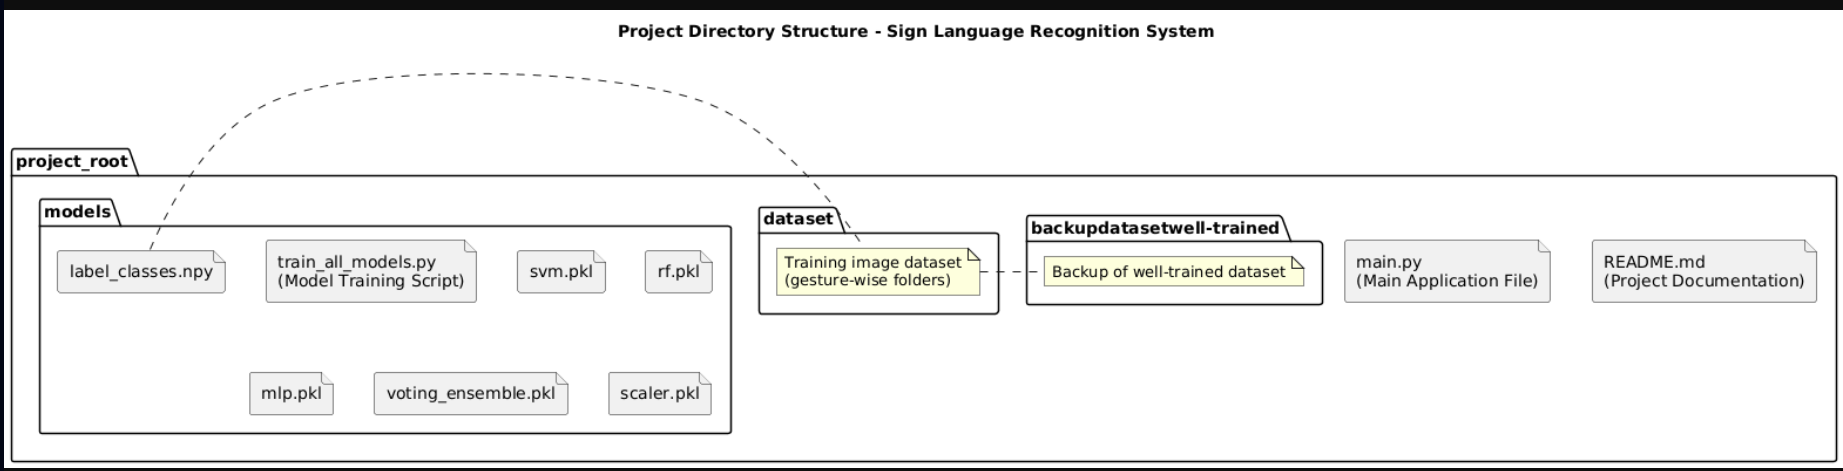 Project Directory Structure - Sign Language Recognition System
project_root
models
label_classes.npy
train_all_models.py
(Model Training Script)
svm.pkl
rf.pkl
mlp.pkl
voting_ensemble.pkl
scaler.pkl
dataset
Training image dataset
(gesture-wise folders)
backupdatasetwell-trained
Backup of well-trained dataset
main.py
(Main Application File)
README.md
(Project Documentation)